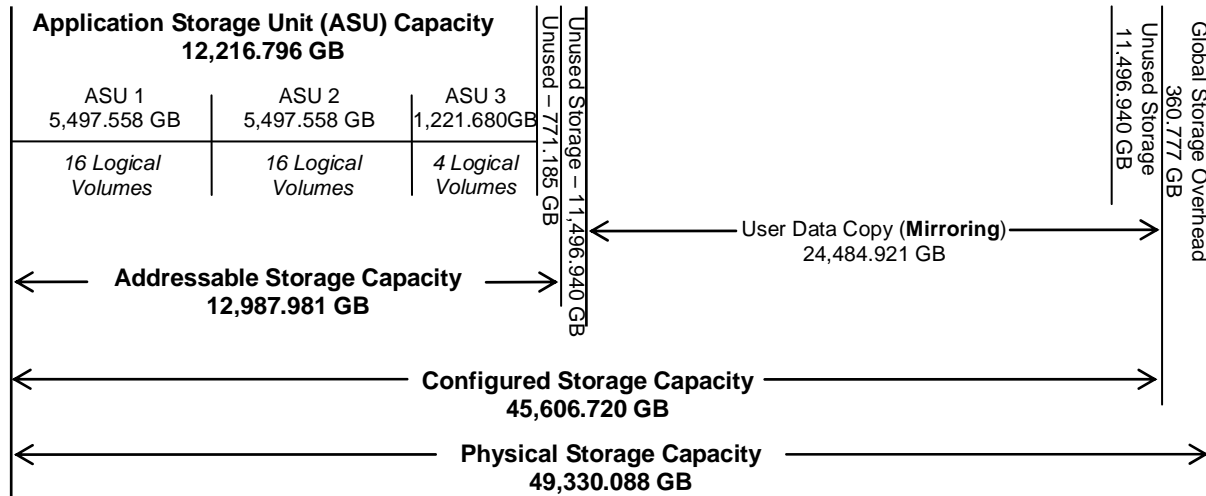 Application Storage Unit (ASU) Capacity
12,216.796 GB
ASU 1
5,497.558 GB
ASU 2
5,497.558 GB
ASU 3
1,221.680GB
16 Logical
Volumes
16 Logical
Volumes
4 Logical
Volumes
Unused – 771.185 GB
Unused Storage – 11,496.940 GB
Unused Storage
11.496.940 GB
Global Storage Overhead
360.777 GB
User Data Copy (Mirroring)
24,484.921 GB
Addressable Storage Capacity
12,987.981 GB
Configured Storage Capacity
45,606.720 GB
Physical Storage Capacity
49,330.088 GB